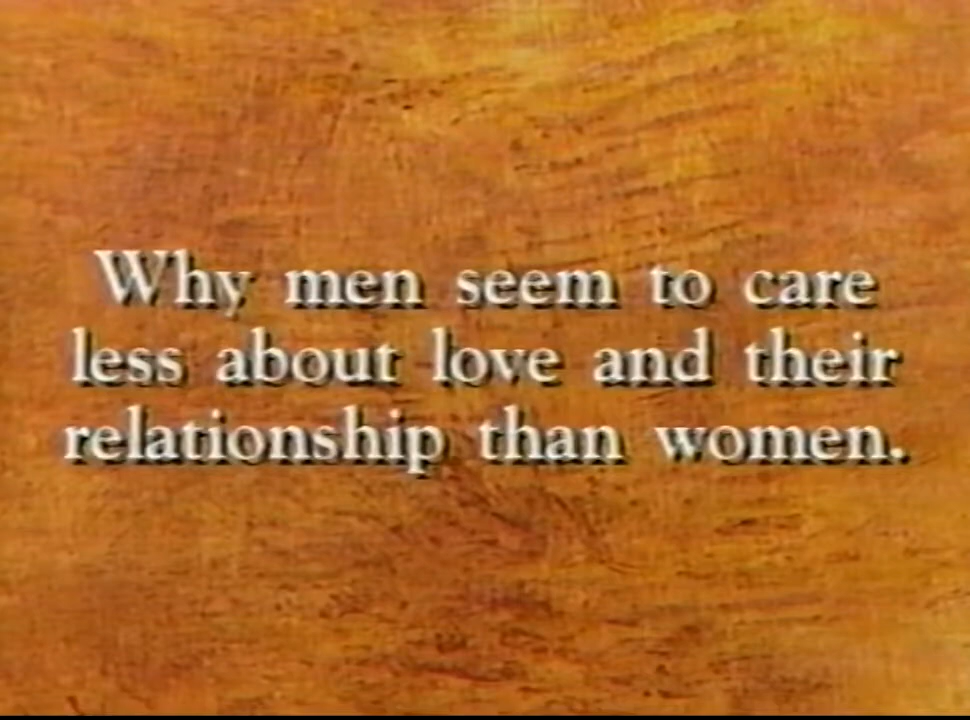 Why men seem to care
less about love and their
relationship than women.